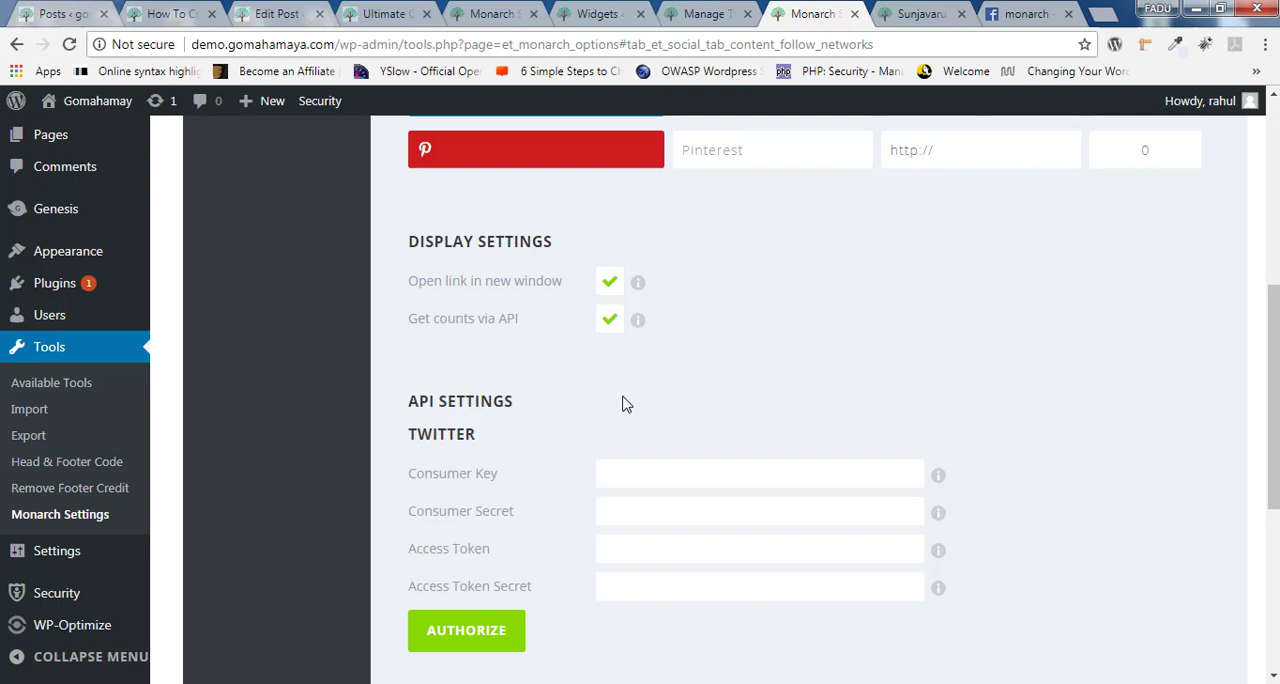 Posts ‹ go
How To C
Edit Post ‹
Ultimate C
Monarch S
Widgets ‹
Manage T
Monarch S
Sunjavaru
monarch
FADU
Not secure
demo.gomahamaya.com/wp-admin/tools.php?page=et_monarch_options#tab_et_social_tab_content_follow_networks
Apps
Online syntax highlig
Become an Affiliate
YSlow - Official Ope
6 Simple Steps to Ch
OWASP Wordpress S
php
PHP: Security - Manu
Welcome
Changing Your Word
»
Gomahamaya
1
0
New
Security
Howdy, rahul
Pages
Comments
Genesis
Appearance
Plugins 1
Users
Tools
Available Tools
Import
Export
Head & Footer Code
Remove Footer Credit
Monarch Settings
Settings
Security
WP-Optimize
COLLAPSE MENU
Pinterest
http://
0
DISPLAY SETTINGS
Open link in new window
Get counts via API
API SETTINGS
TWITTER
Consumer Key
Consumer Secret
Access Token
Access Token Secret
AUTHORIZE